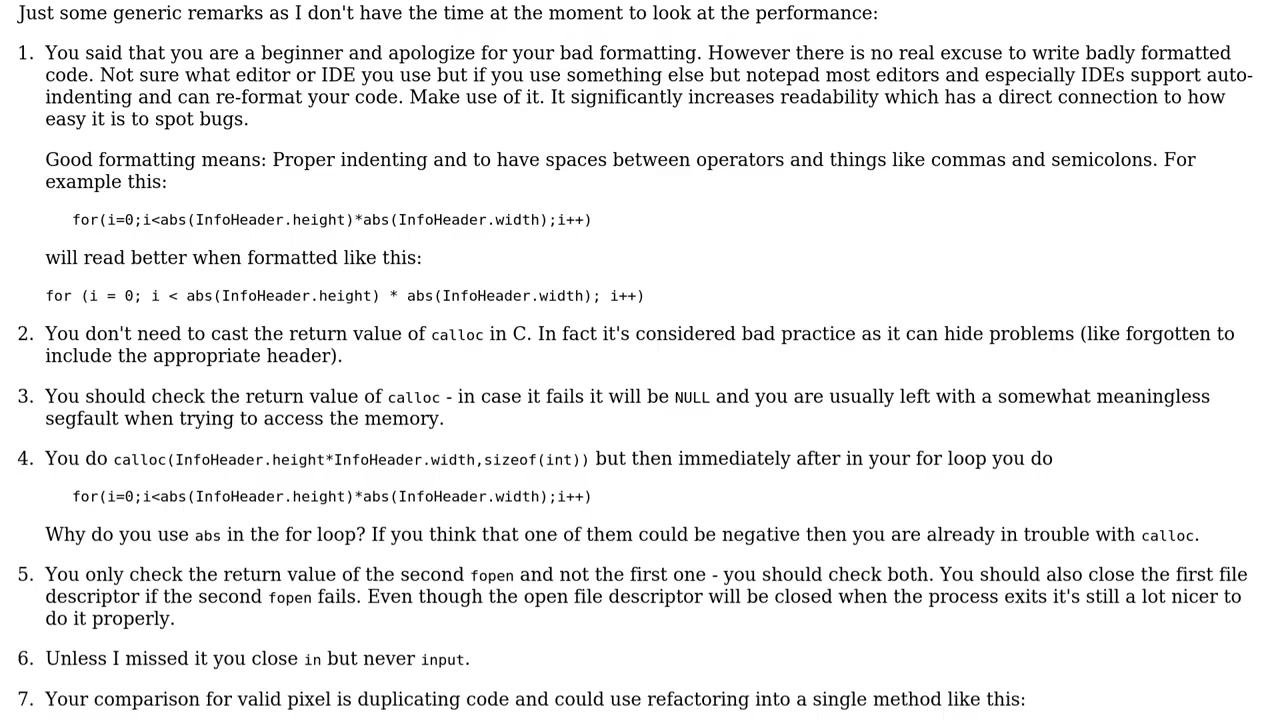 Just some generic remarks as I don't have the time at the moment to look at the performance:
1. You said that you are a beginner and apologize for your bad formatting. However there is no real excuse to write badly formatted
code. Not sure what editor or IDE you use but if you use something else but notepad most editors and especially IDEs support auto-
indenting and can re-format your code. Make use of it. It significantly increases readability which has a direct connection to how
easy it is to spot bugs.
Good formatting means: Proper indenting and to have spaces between operators and things like commas and semicolons. For
example this:
for(i=0;i<abs(InfoHeader.height)*abs(InfoHeader.width);i++)
will read better when formatted like this:
for (i = 0; i < abs(InfoHeader.height) * abs(InfoHeader.width); i++)
2. You don't need to cast the return value of calloc in C. In fact it's considered bad practice as it can hide problems (like forgotten to
include the appropriate header).
3. You should check the return value of calloc - in case it fails it will be NULL and you are usually left with a somewhat meaningless
segfault when trying to access the memory.
4. You do calloc(InfoHeader.height*InfoHeader.width,sizeof(int)) but then immediately after in your for loop you do
for(i=0;i<abs(InfoHeader.height)*abs(InfoHeader.width);i++)
Why do you use abs in the for loop? If you think that one of them could be negative then you are already in trouble with calloc.
5. You only check the return value of the second fopen and not the first one - you should check both. You should also close the first file
descriptor if the second fopen fails. Even though the open file descriptor will be closed when the process exits it's still a lot nicer to
do it properly.
6. Unless I missed it you close in but never input.
7. Your comparison for valid pixel is duplicating code and could use refactoring into a single method like this: